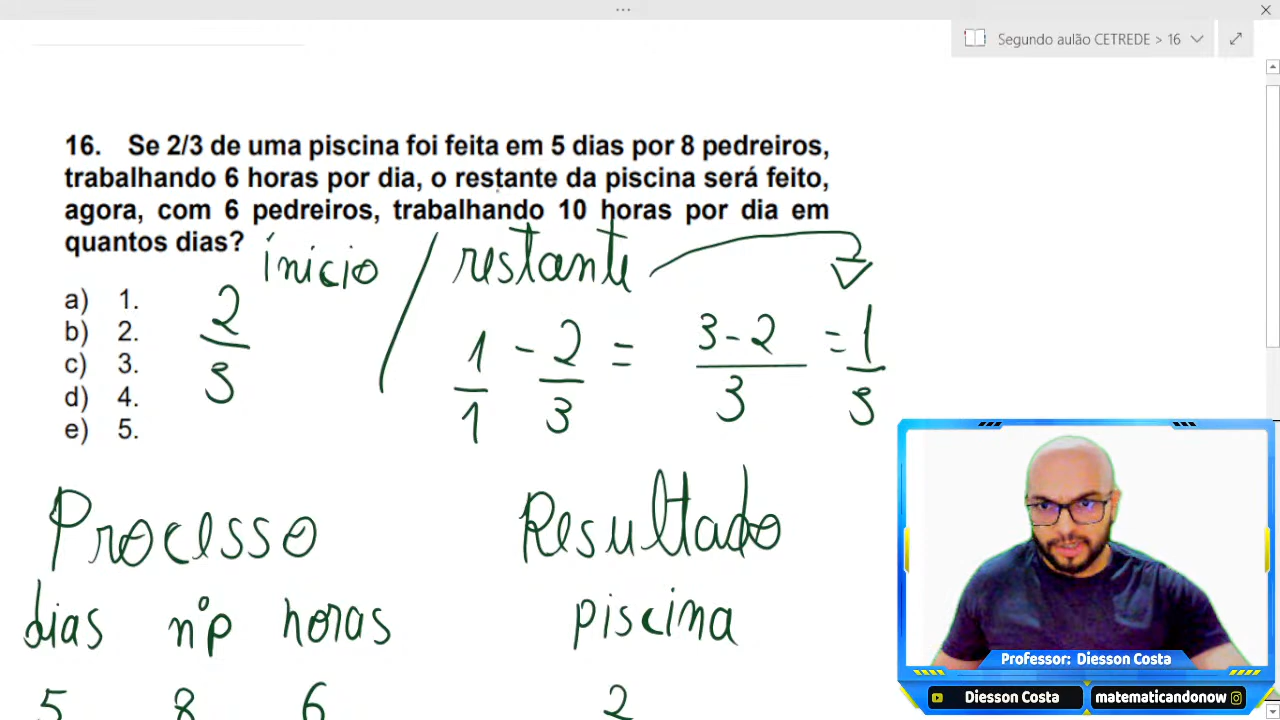 Segundo aulão CETREDE > 16
16. Se 2/3 de uma piscina foi feita em 5 dias por 8 pedreiros,
trabalhando 6 horas por dia, o restante da piscina será feito,
agora, com 6 pedreiros, trabalhando 10 horas por dia em
quantos dias?
a) 1.
b) 2.
c) 3.
d) 4.
e) 5.
início / restante
2/3
1/1 - 2/3 = 3-2/3 = 1/3
Processo Resultado
dias nºp horas piscina
5 8 6 2
Professor: Diesson Costa
Diesson Costa
matematicandonow